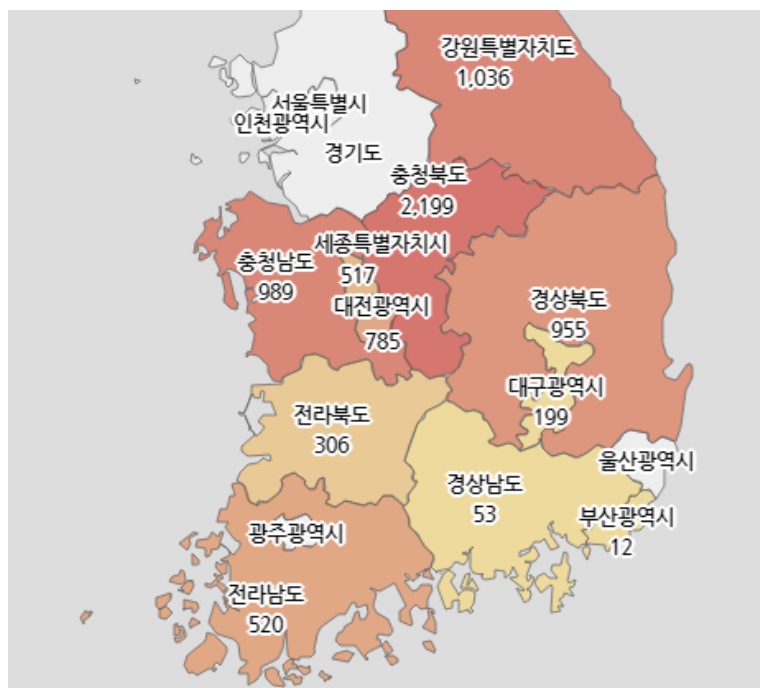 강원특별자치도
1,036
서울특별시
인천광역시
경기도
충청북도
2,199
세종특별자치시
517
충청남도
989
대전광역시
785
경상북도
955
대구광역시
199
전라북도
306
울산광역시
경상남도
53
부산광역시
12
광주광역시
전라남도
520